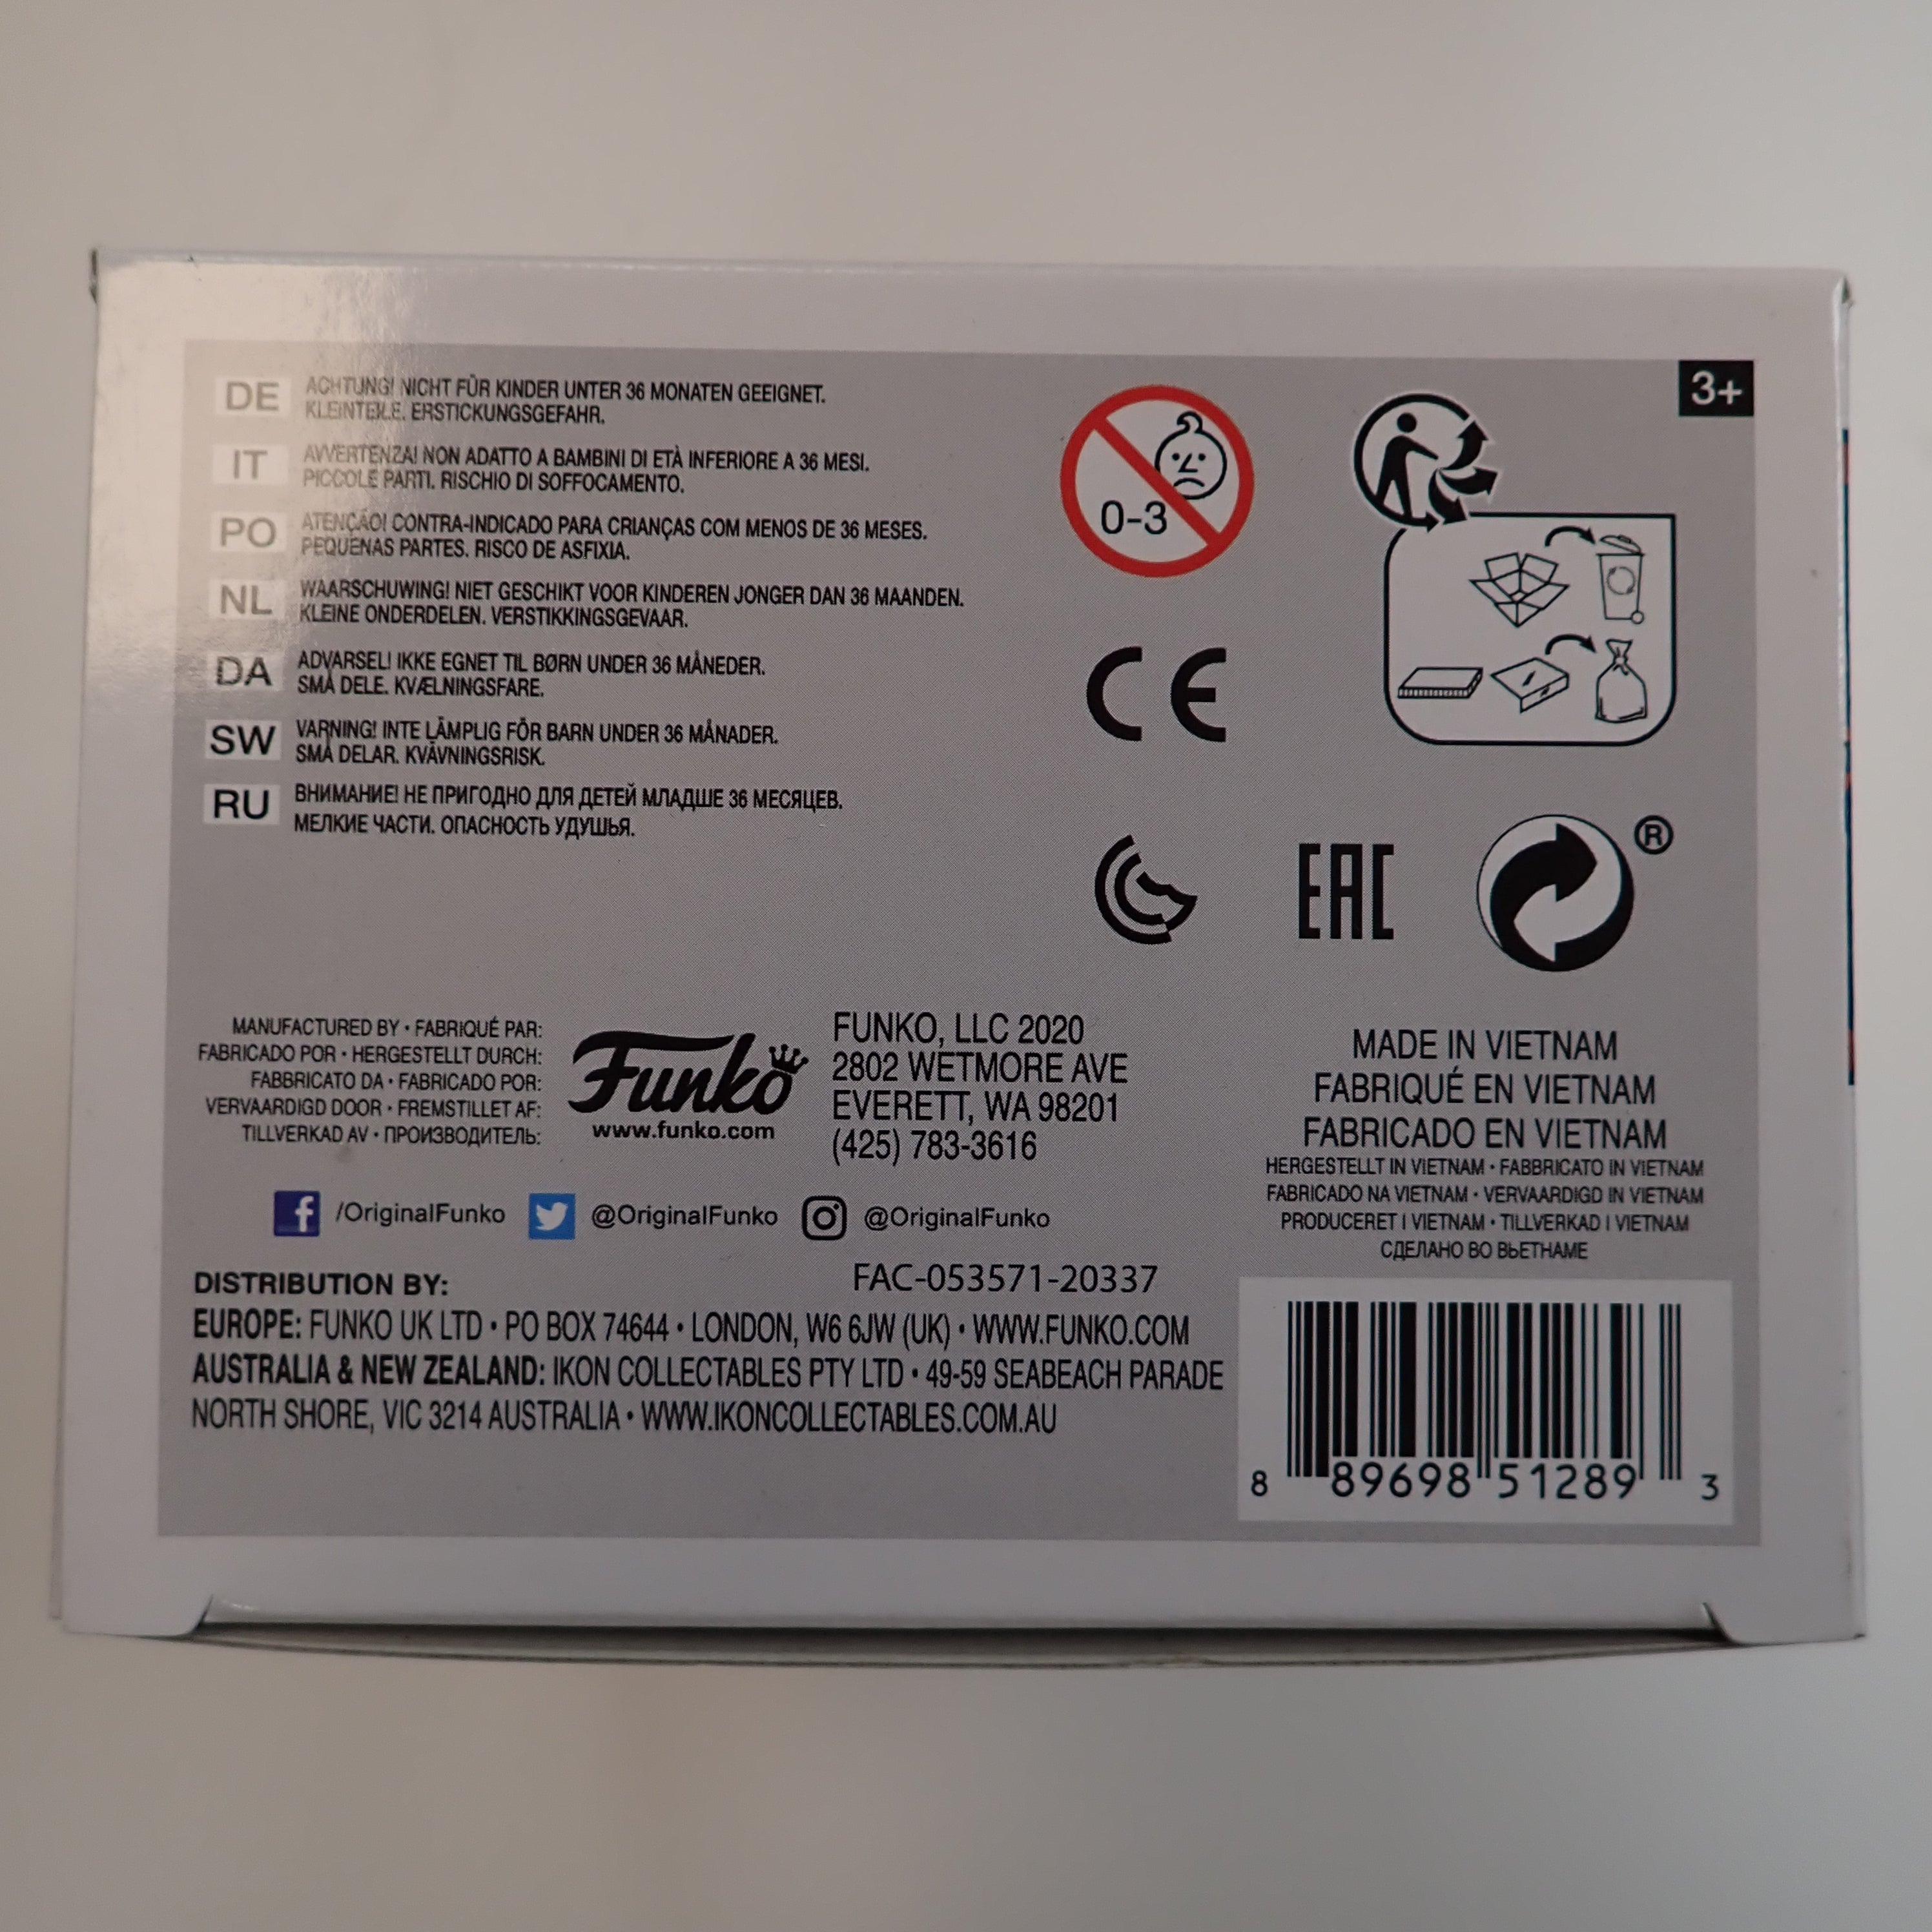 3+
DE
ACHTUNG! NICHT FÜR KINDER UNTER 36 MONATEN GEEIGNET.
KLEINTEILE. ERSTICKUNGSGEFAHR.
IT
AVVERTENZA! NON ADATTO A BAMBINI DI ETÀ INFERIORE A 36 MESI.
PICCOLE PARTI. RISCHIO DI SOFFOCAMENTO.
PO
ATENÇÃO! CONTRA-INDICADO PARA CRIANÇAS COM MENOS DE 36 MESES.
PEQUENAS PARTES. RISCO DE ASFIXIA.
NL
WAARSCHUWING! NIET GESCHIKT VOOR KINDEREN JONGER DAN 36 MAANDEN.
KLEINE ONDERDELEN. VERSTIKKINGSGEVAAR.
DA
ADVARSEL! IKKE EGNET TIL BØRN UNDER 36 MÅNEDER.
SMÅ DELE. KVÆLNINGSFARE.
SW
VARNING! INTE LÄMPLIG FÖR BARN UNDER 36 MÅNADER.
SMÅ DELAR. KVÄVNINGSRISK.
RU
ВНИМАНИЕ! НЕ ПРИГОДНО ДЛЯ ДЕТЕЙ МЛАДШЕ 36 МЕСЯЦЕВ.
МЕЛКИЕ ЧАСТИ. ОПАСНОСТЬ УДУШЬЯ.
0-3
CE
EAC
®
MANUFACTURED BY • FABRIQUÉ PAR:
FABRICADO POR • HERGESTELLT DURCH:
FABBRICATO DA • FABRICADO POR:
VERVAARDIGD DOOR • FREMSTILLET AF:
TILLVERKAD AV • ПРОИЗВОДИТЕЛЬ:
Funko
www.funko.com
FUNKO, LLC 2020
2802 WETMORE AVE
EVERETT, WA 98201
(425) 783-3616
MADE IN VIETNAM
FABRIQUÉ EN VIETNAM
FABRICADO EN VIETNAM
HERGESTELLT IN VIETNAM • FABBRICATO IN VIETNAM
FABRICADO NA VIETNAM • VERVAARDIGD IN VIETNAM
PRODUCERET I VIETNAM • TILLVERKAD I VIETNAM
СДЕЛАНО ВО ВЬЕТНАМЕ
/OriginalFunko @OriginalFunko @OriginalFunko
FAC-053571-20337
DISTRIBUTION BY:
EUROPE: FUNKO UK LTD • PO BOX 74644 • LONDON, W6 6JW (UK) • WWW.FUNKO.COM
AUSTRALIA & NEW ZEALAND: IKON COLLECTABLES PTY LTD • 49-59 SEABEACH PARADE
NORTH SHORE, VIC 3214 AUSTRALIA • WWW.IKONCOLLECTABLES.COM.AU
8 89698 51289 3